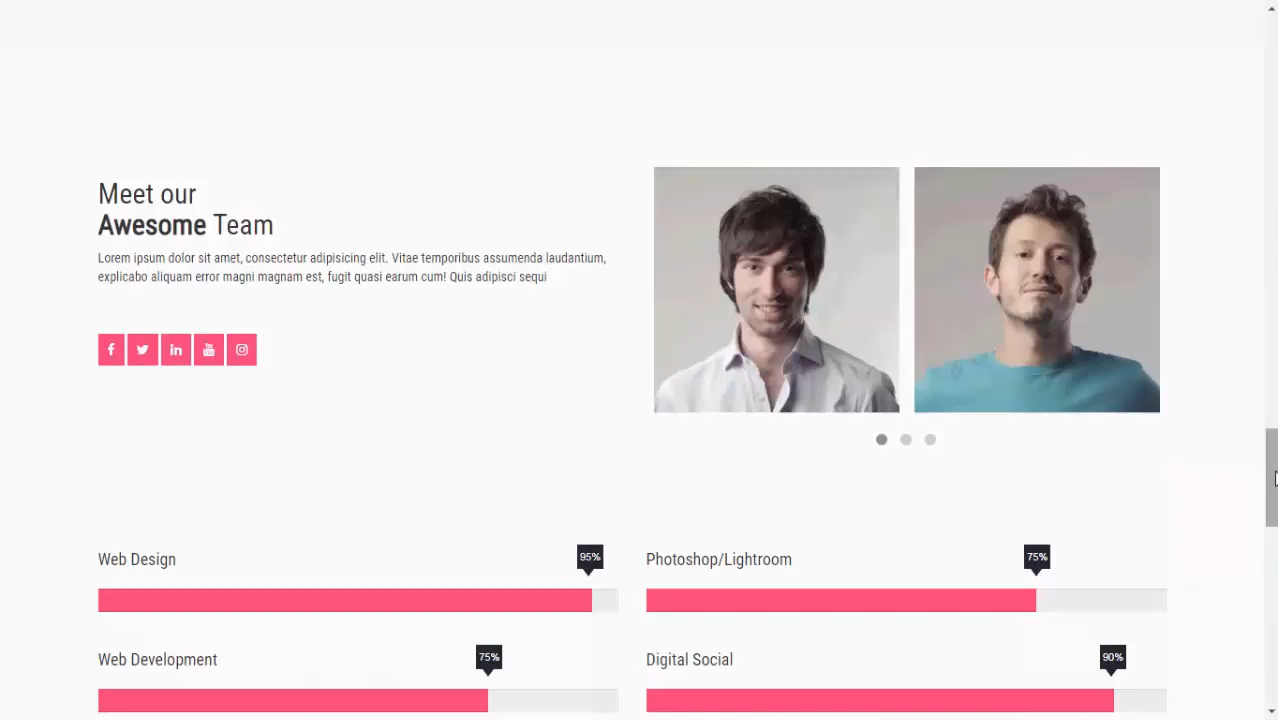 Meet our
Awesome Team
Lorem ipsum dolor sit amet, consectetur adipisicing elit. Vitae temporibus assumenda laudantium,
explicabo aliquam error magni magnam est, fugit quasi earum cum! Quis adipisci sequi
Web Design
95%
Photoshop/Lightroom
75%
Web Development
75%
Digital Social
90%